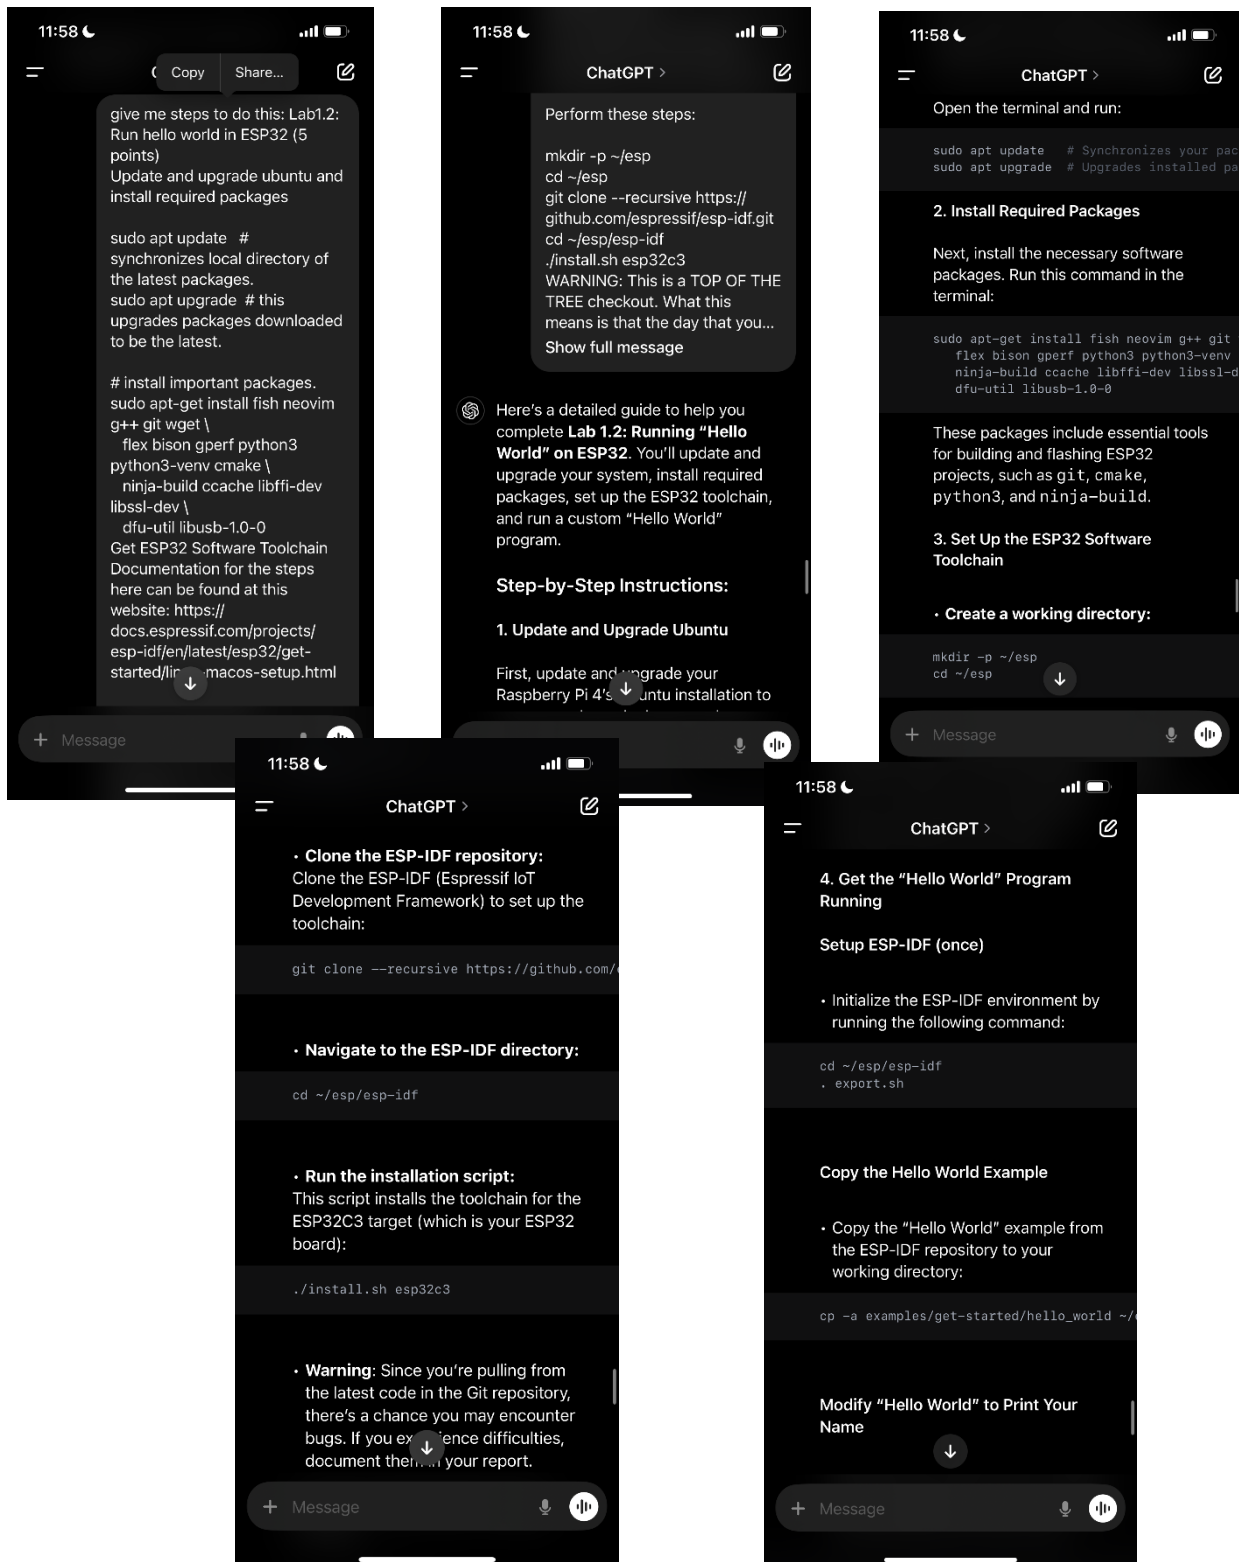 11:58
Copy
Share...
give me steps to do this: Lab1.2:
Run hello world in ESP32 (5
points)
Update and upgrade ubuntu and
install required packages
sudo apt update   #
synchronizes local directory of
the latest packages.
sudo apt upgrade  # this
upgrades packages downloaded
to be the latest.
# install important packages.
sudo apt-get install fish neovim
g++ git wget \
flex bison gperf python3
python3-venv cmake \
ninja-build ccache libffi-dev
libssl-dev \
dfu-util libusb-1.0-0
Get ESP32 Software Toolchain
Documentation for the steps
here can be found at this
website: https://
docs.espressif.com/projects/
esp-idf/en/latest/esp32/get-
-macos-setup.html
Message
11:58
ChatGPT >
Perform these steps:
mkdir -p ~/esp
cd ~/esp
git clone --recursive https://
github.com/espressif/esp-idf.git
cd ~/esp/esp-idf
./install.sh esp32c3
WARNING: This is a TOP OF THE
TREE checkout. What this
means is that the day that you...
Show full message
Here's a detailed guide to help you
complete Lab 1.2: Running "Hello
World" on ESP32. You'll update and
upgrade your system, install required
packages, set up the ESP32 toolchain,
and run a custom "Hello World"
program.
Step-by-Step Instructions:
1. Update and Upgrade Ubuntu
First, update and upgrade your
Raspberry Pi 4's installation to
11:58
ChatGPT >
Open the terminal and run:
sudo apt update   # Synchronizes your
sudo apt upgrade  # Upgrades installed
2. Install Required Packages
Next, install the necessary software
packages. Run this command in the
terminal:
sudo apt-get install fish neovim g++ git
flex bison gperf python3 python3-venv
ninja-build ccache libffi-dev
dfu-util libusb-1.0-0
These packages include essential tools
for building and flashing ESP32
projects, such as git, cmake,
python3, and ninja-build.
3. Set Up the ESP32 Software
Toolchain
• Create a working directory:
mkdir -p ~/esp
cd ~/esp
Message
11:58
ChatGPT >
• Clone the ESP-IDF repository:
Clone the ESP-IDF (Espressif IoT
Development Framework) to set up the
toolchain:
git clone --recursive https://github.com/
• Navigate to the ESP-IDF directory:
cd ~/esp/esp-idf
• Run the installation script:
This script installs the toolchain for the
ESP32C3 target (which is your ESP32
board):
./install.sh esp32c3
• Warning: Since you're pulling from
the latest code in the Git repository,
there's a chance you may encounter
bugs. If you difficulties,
document your report.
Message
11:58
ChatGPT >
4. Get the "Hello World" Program
Running
Setup ESP-IDF (once)
• Initialize the ESP-IDF environment by
running the following command:
cd ~/esp/esp-idf
. export.sh
Copy the Hello World Example
• Copy the "Hello World" example from
the ESP-IDF repository to your
working directory:
cp -a examples/get-started/hello_world ~/
Modify "Hello World" to Print Your
Name
Message